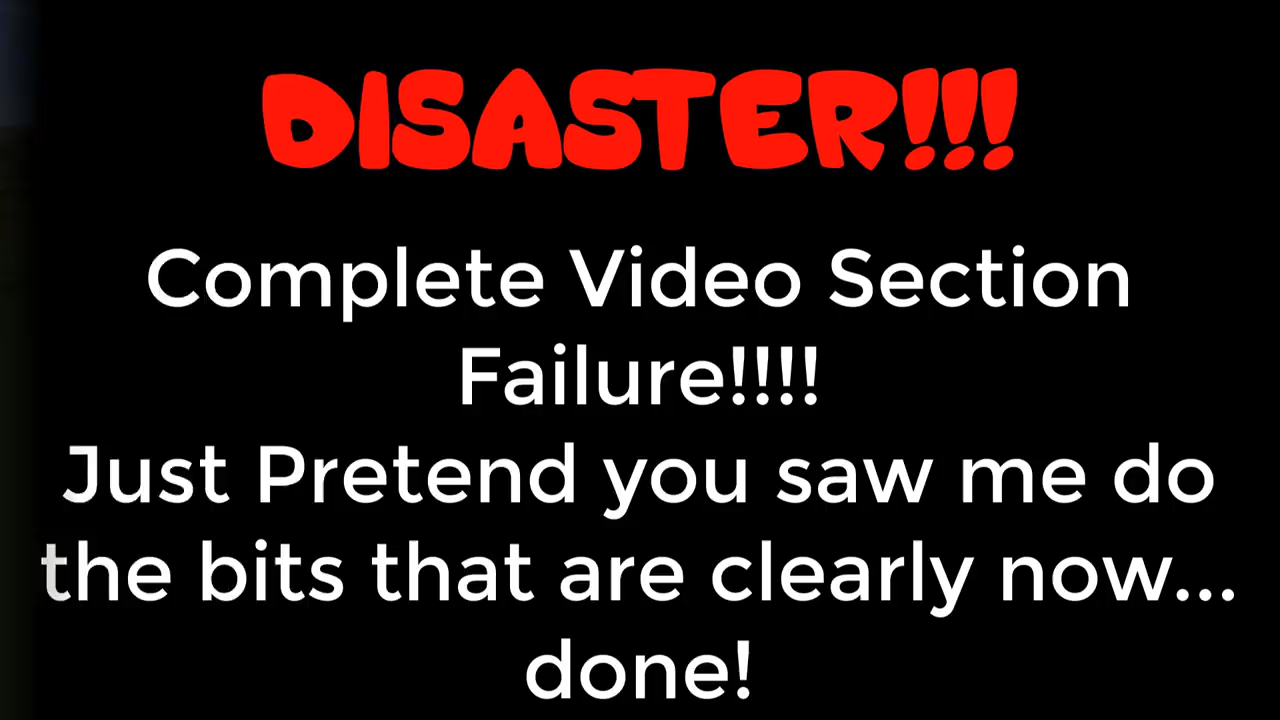 DISASTER!!!
Complete Video Section
Failure!!!!
Just Pretend you saw me do
the bits that are clearly now...
done!